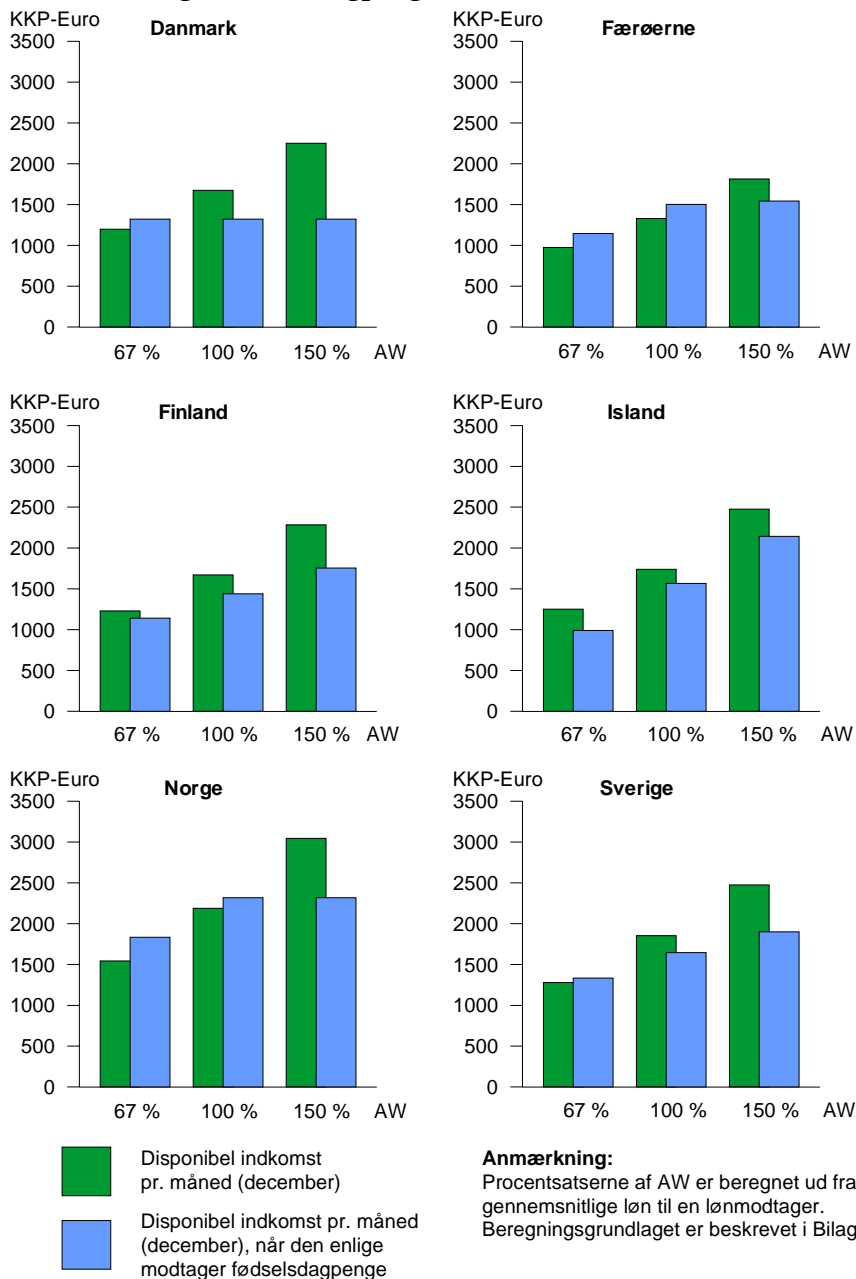 KKP-Euro
Danmark
3500
3000
2500
2000
1500
1000
500
0
67 % 100 % 150 % AW
KKP-Euro
Færøerne
3500
3000
2500
2000
1500
1000
500
0
67 % 100 % 150 % AW
KKP-Euro
Finland
3500
3000
2500
2000
1500
1000
500
0
67 % 100 % 150 % AW
KKP-Euro
Island
3500
3000
2500
2000
1500
1000
500
0
67 % 100 % 150 % AW
KKP-Euro
Norge
3500
3000
2500
2000
1500
1000
500
0
67 % 100 % 150 % AW
KKP-Euro
Sverige
3500
3000
2500
2000
1500
1000
500
0
67 % 100 % 150 % AW
Disponibel indkomst
pr. måned (december)
Disponibel indkomst pr. måned
(december), når den enlige
modtager fødselsdagpenge
Anmærkning:
Procentsatserne af AW er beregnet ud fra
gennemsnitlige løn til en lønmodtager.
Beregningsgrundlaget er beskrevet i Bilag